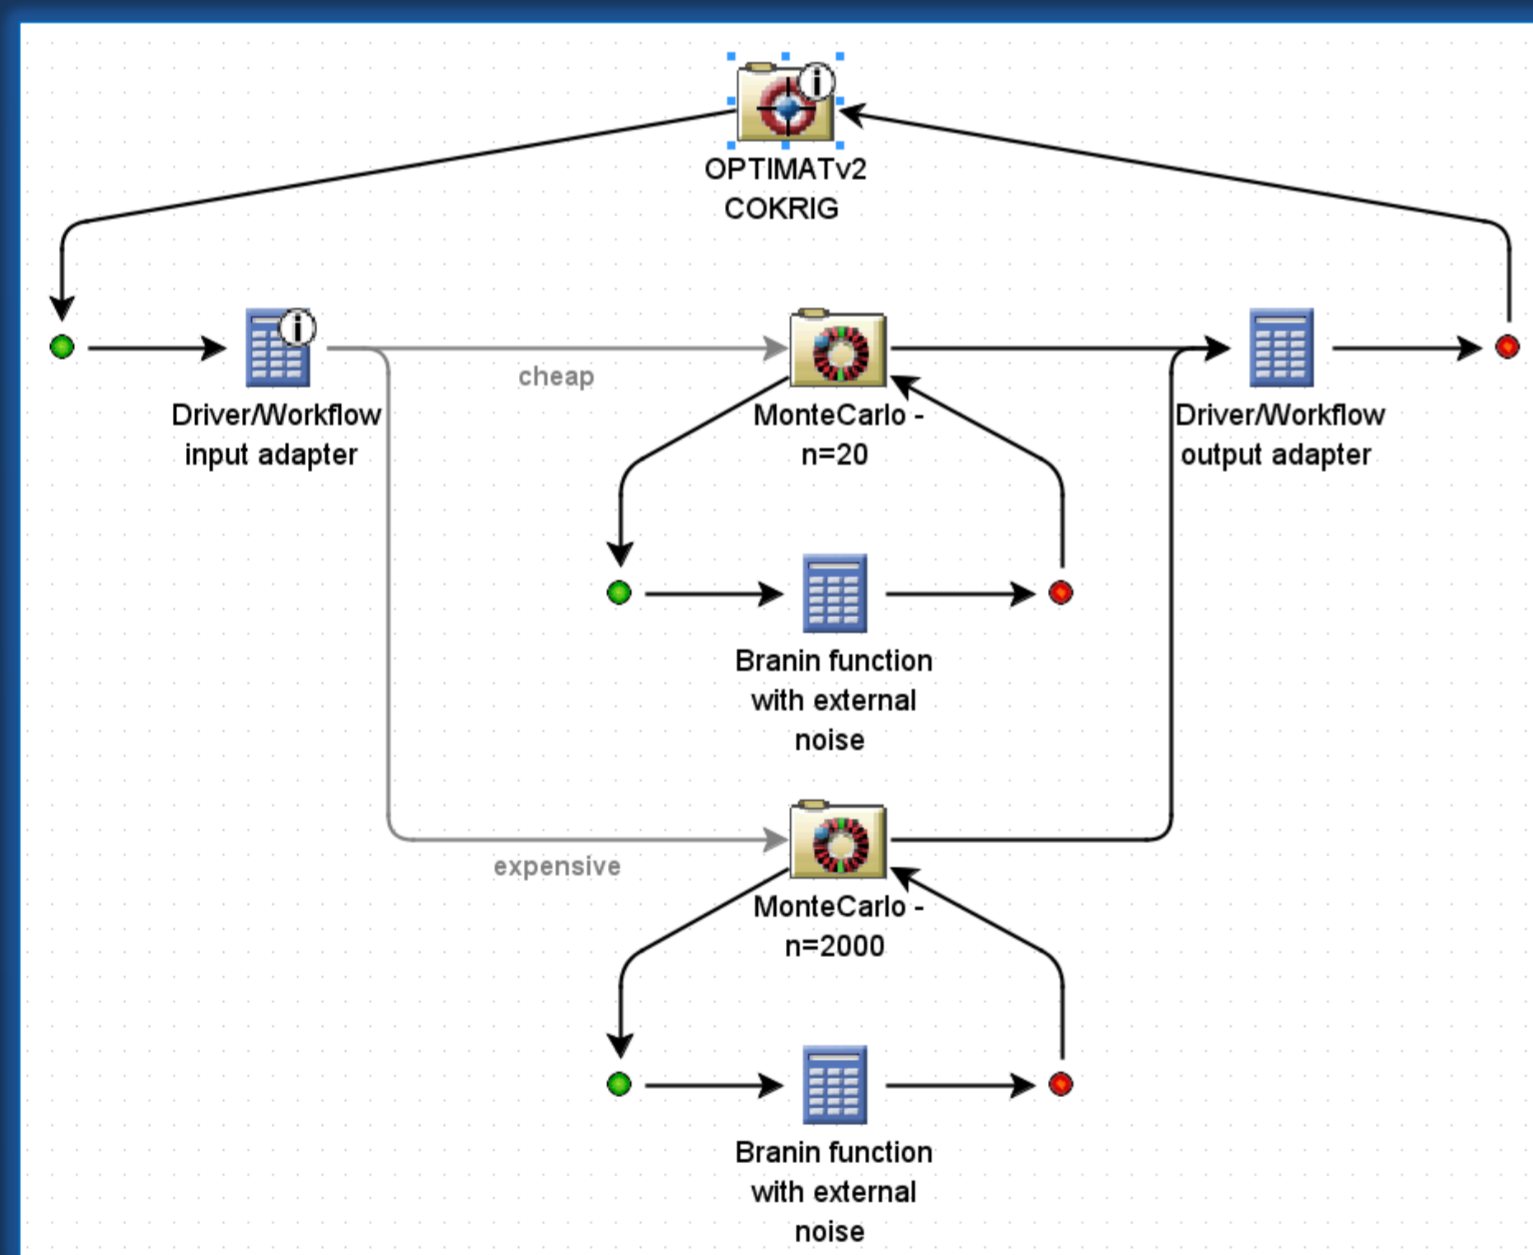 OPTIMATv2
COKRIG
cheap
Driver/Workflow
input adapter
MonteCarlo -
n=20
Driver/Workflow
output adapter
Branin function
with external
noise
expensive
MonteCarlo -
n=2000
Branin function
with external
noise